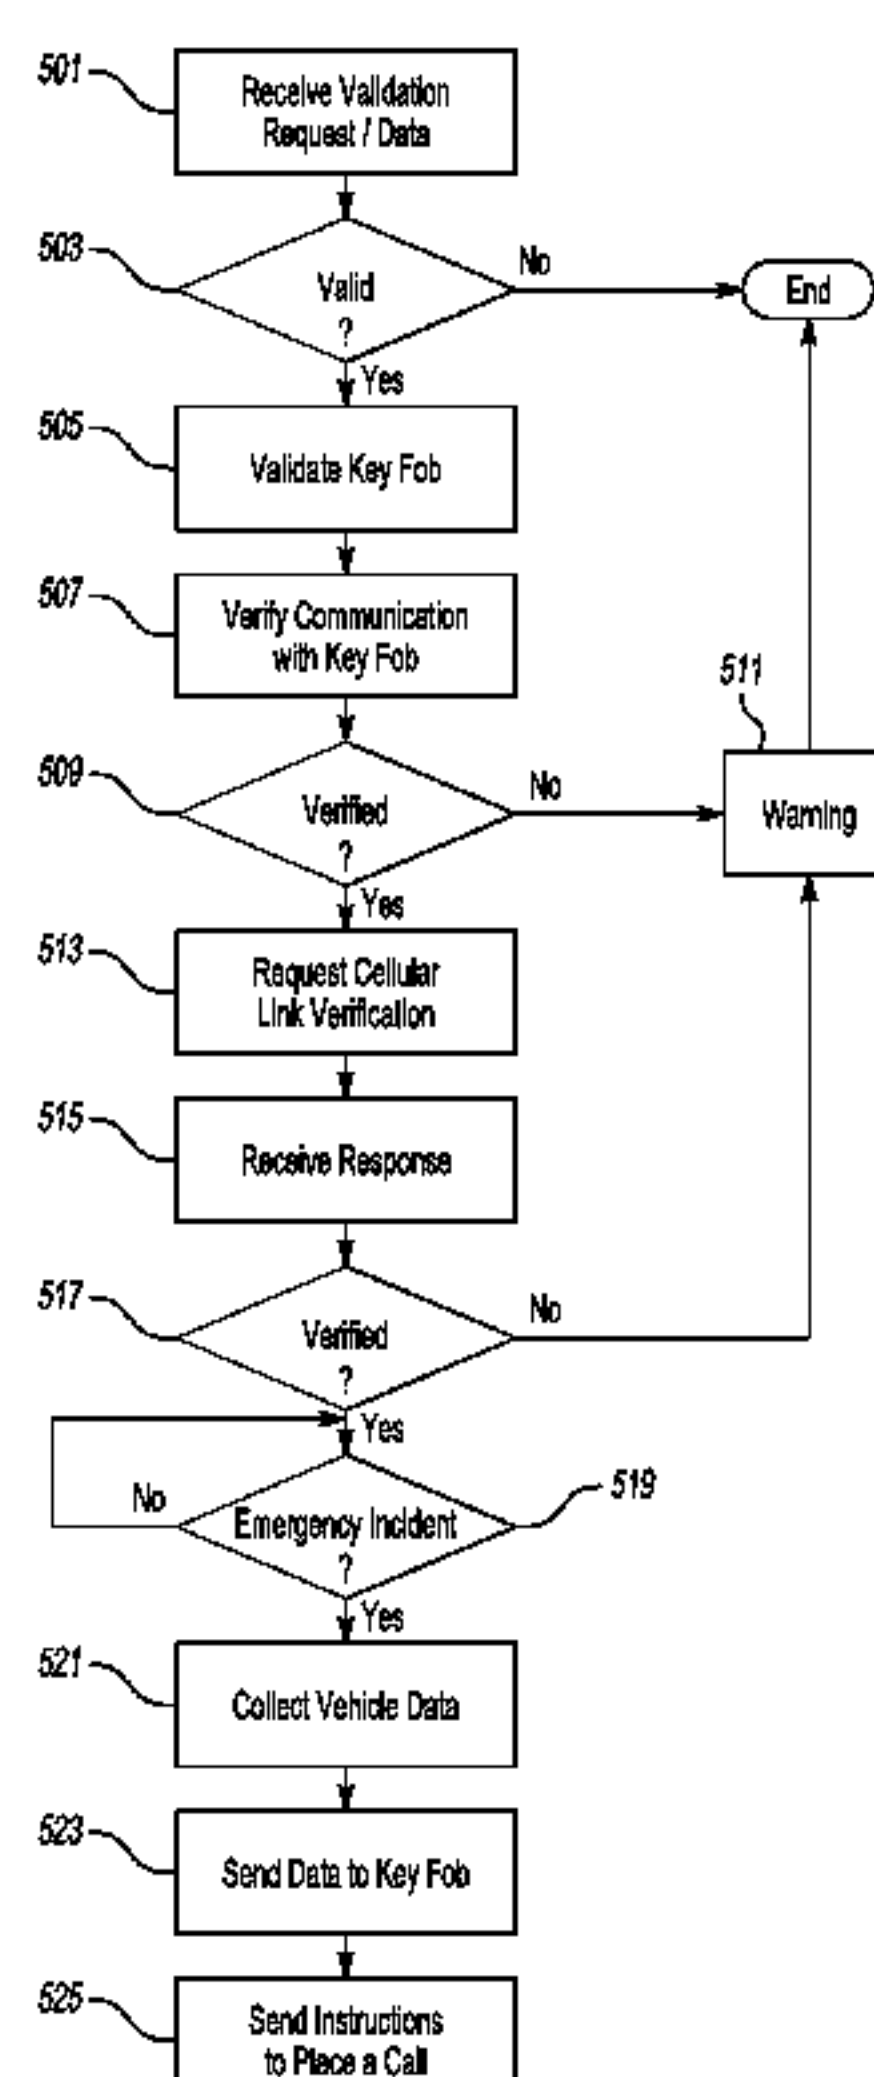 501
Receive Validation
Request / Data
503
Valid
?
No
End
Yes
505
Validate Key Fob
507
Verify Communication
with Key Fob
511
509
Verified
?
No
Warning
Yes
513
Request Cellular
Link Verification
515
Receive Response
517
Verified
?
No
Yes
No
Emergency Incident
?
519
Yes
521
Collect Vehicle Data
523
Send Data to Key Fob
525
Send Instructions
to Place a Call